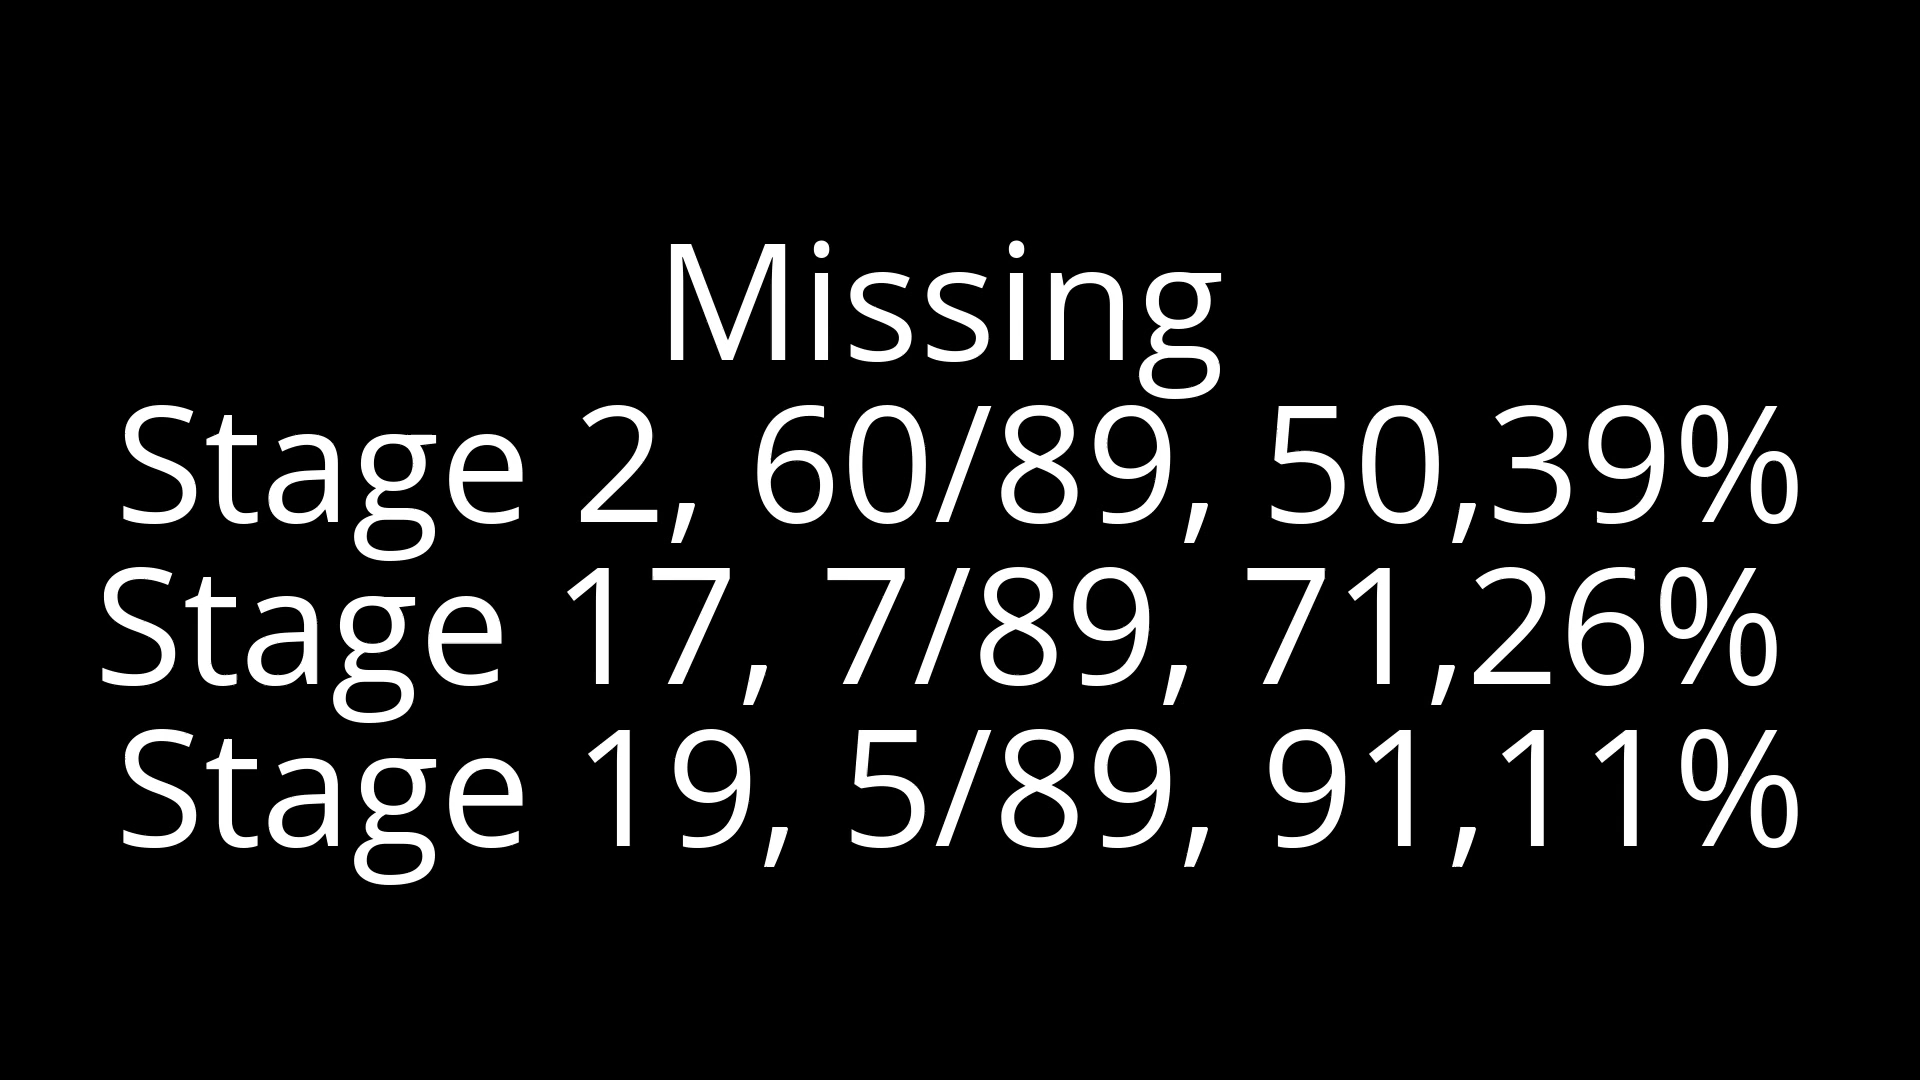 Missing
Stage 2, 60/89, 50,39%
Stage 17, 7/89, 71,26%
Stage 19, 5/89, 91,11%